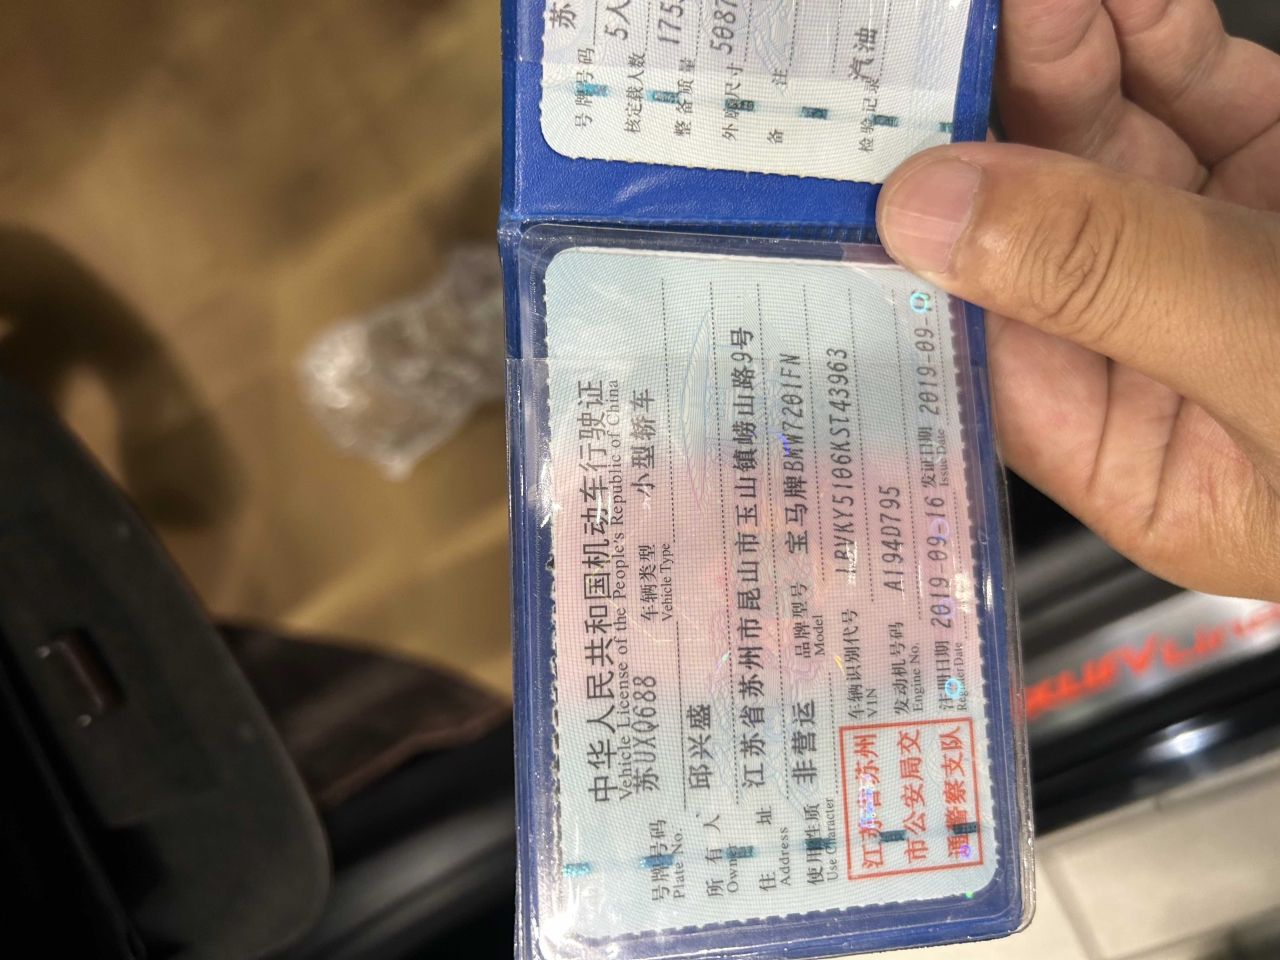 中华人民共和国机动车行驶证
Vehicle License of the People's Republic of China
号牌号码 苏UXQ688 车辆类型 小型轿车
Plate No. Vehicle Type
所有人 邱兴盛
Owner
住址 江苏省苏州市昆山市玉山镇崂山路9号
Address
使用性质 非营运 品牌型号 宝马牌BMW7201FN
Use Character Model
车辆识别代号 LBVKY5106KST43963
VIN
发动机号码 A194D795
Engine No.
注册日期 2019-09-16 发证日期 2019-09-
Register Date Issue Date
江苏省苏州
市公安局交
通警察支队
号牌号码 苏
核定载人数 5人
整备质量 175
外廓尺寸 5087
备注
汽油
检验记录